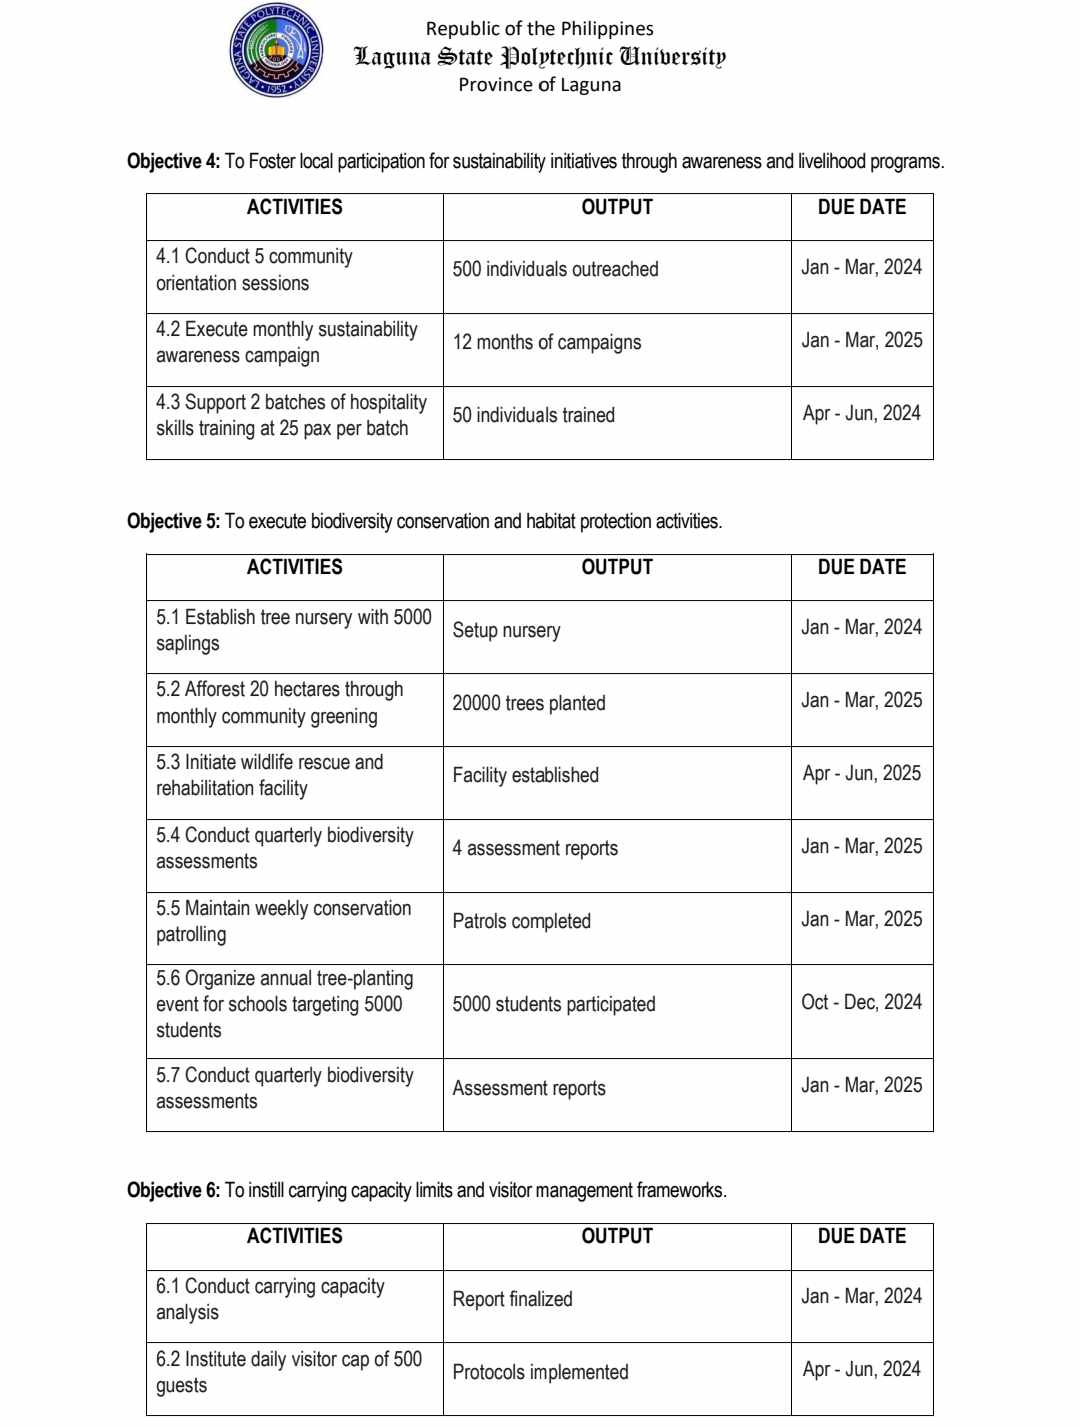 LAGUNA STATE POLYTECHNIC UNIVERSITY
1952
Republic of the Philippines
Laguna State Polytechnic University
Province of Laguna
Objective 4: To Foster local participation for sustainability initiatives through awareness and livelihood programs.
ACTIVITIES OUTPUT DUE DATE
4.1 Conduct 5 community
orientation sessions
500 individuals outreached
Jan - Mar, 2024
4.2 Execute monthly sustainability
awareness campaign
12 months of campaigns
Jan - Mar, 2025
4.3 Support 2 batches of hospitality
skills training at 25 pax per batch
50 individuals trained
Apr - Jun, 2024
Objective 5: To execute biodiversity conservation and habitat protection activities.
ACTIVITIES OUTPUT DUE DATE
5.1 Establish tree nursery with 5000
saplings
Setup nursery
Jan - Mar, 2024
5.2 Afforest 20 hectares through
monthly community greening
20000 trees planted
Jan - Mar, 2025
5.3 Initiate wildlife rescue and
rehabilitation facility
Facility established
Apr - Jun, 2025
5.4 Conduct quarterly biodiversity
assessments
4 assessment reports
Jan - Mar, 2025
5.5 Maintain weekly conservation
patrolling
Patrols completed
Jan - Mar, 2025
5.6 Organize annual tree-planting
event for schools targeting 5000
students
5000 students participated
Oct - Dec, 2024
5.7 Conduct quarterly biodiversity
assessments
Assessment reports
Jan - Mar, 2025
Objective 6: To instill carrying capacity limits and visitor management frameworks.
ACTIVITIES OUTPUT DUE DATE
6.1 Conduct carrying capacity
analysis
Report finalized
Jan - Mar, 2024
6.2 Institute daily visitor cap of 500
guests
Protocols implemented
Apr - Jun, 2024